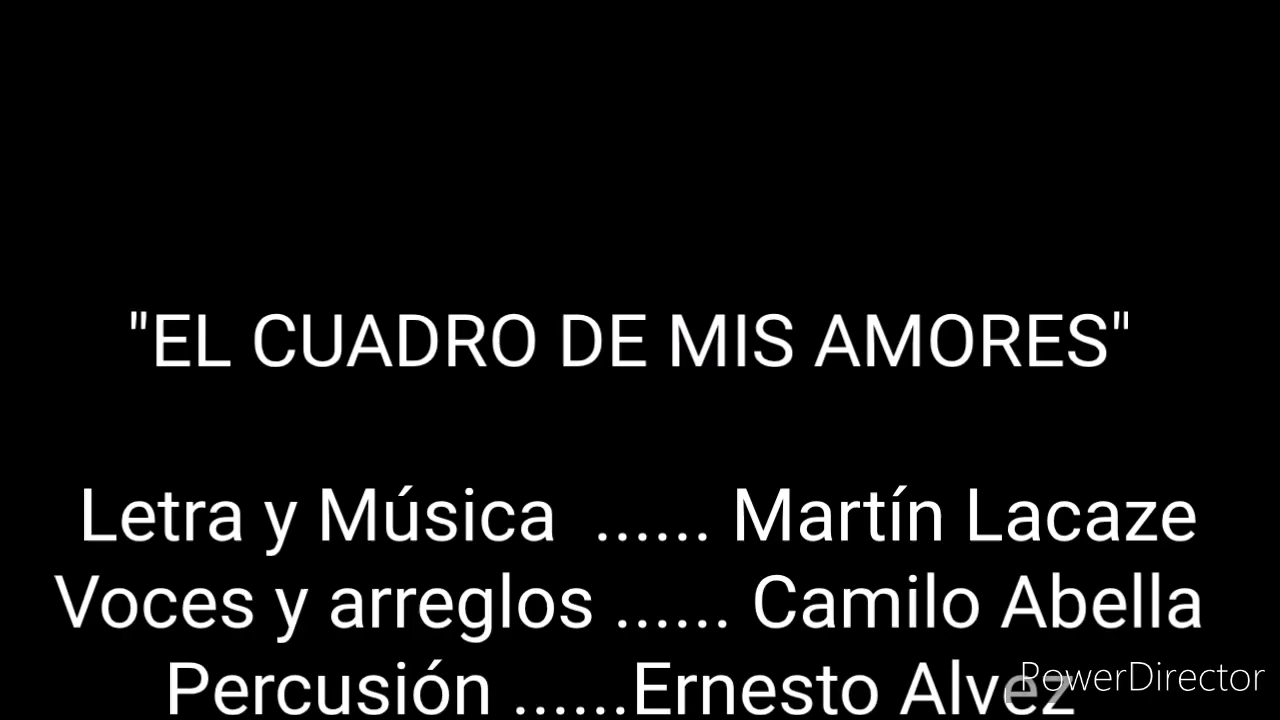 "EL CUADRO DE MIS AMORES"
Letra y Música ...... Martín Lacaze
Voces y arreglos ...... Camilo Abella
Percusión ......Ernesto Alvez
PowerDirector